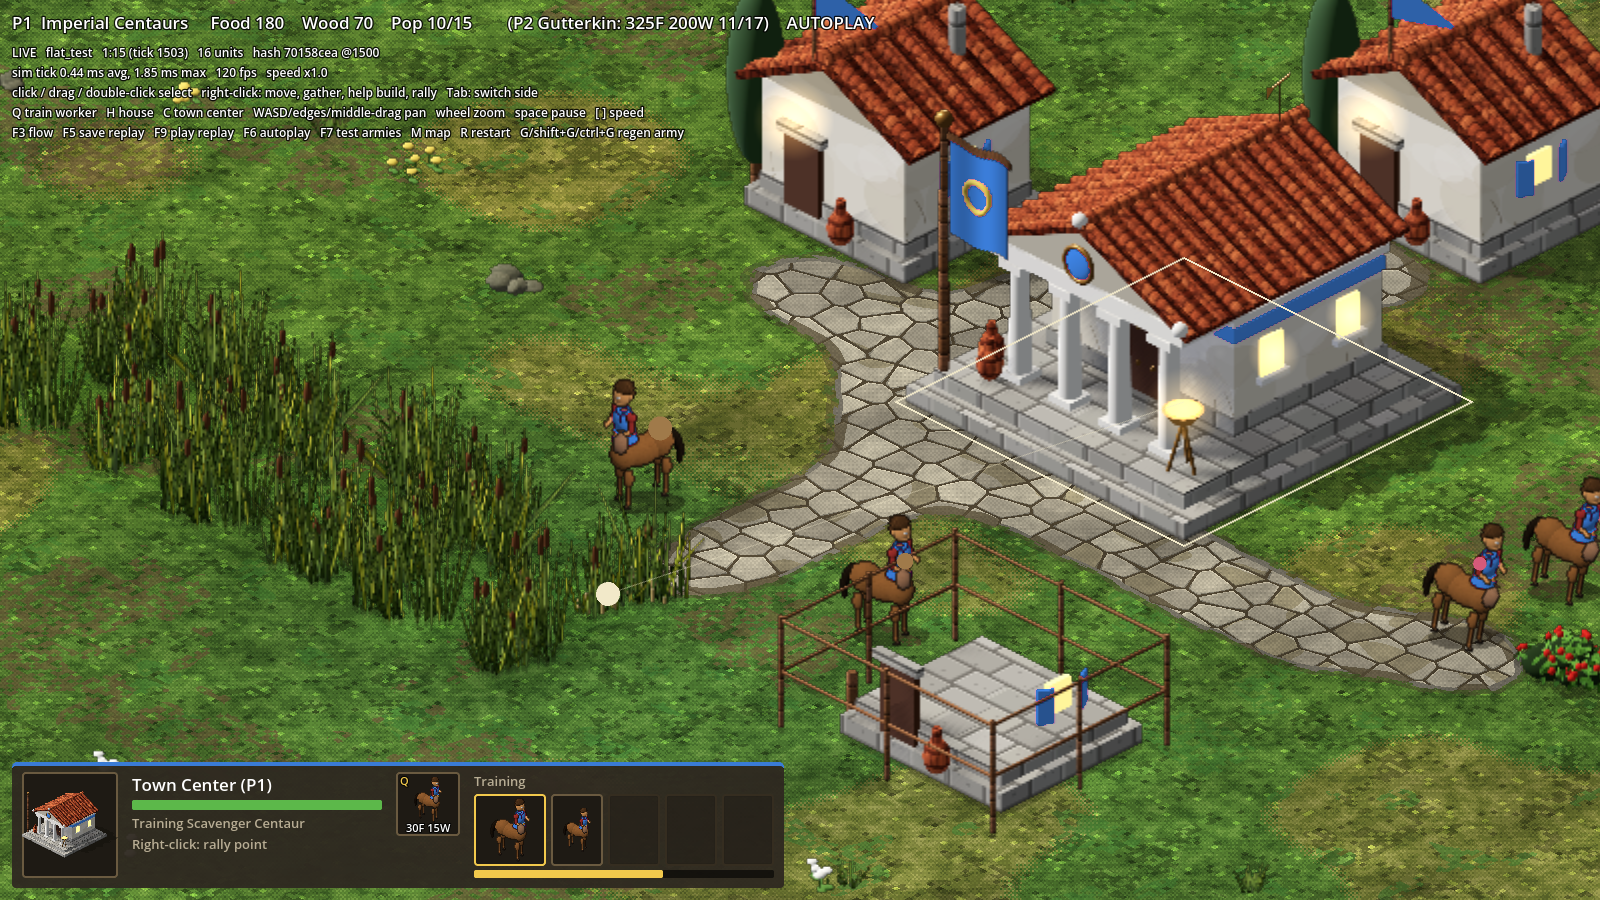 P1 Imperial Centaurs Food 180 Wood 70 Pop 10/15 (P2 Gutterkin: 325F 200W 11/17) AUTOPLAY
LIVE flat_test 1:15 (tick 1503) 16 units hash 70158cea @1500
sim tick 0.44 ms avg, 1.85 ms max 120 fps speed x1.0
click / drag / double-click select right-click: move, gather, help build, rally Tab: switch side
Q train worker H house C town center WASD/edges/middle-drag pan wheel zoom space pause [ ] speed
F3 flow F5 save replay F9 play replay F6 autoplay F7 test armies M map R restart G/shift+G/ctrl+G regen army
Town Center (P1)
Training Scavenger Centaur
Right-click: rally point
Q
30F 15W
Training